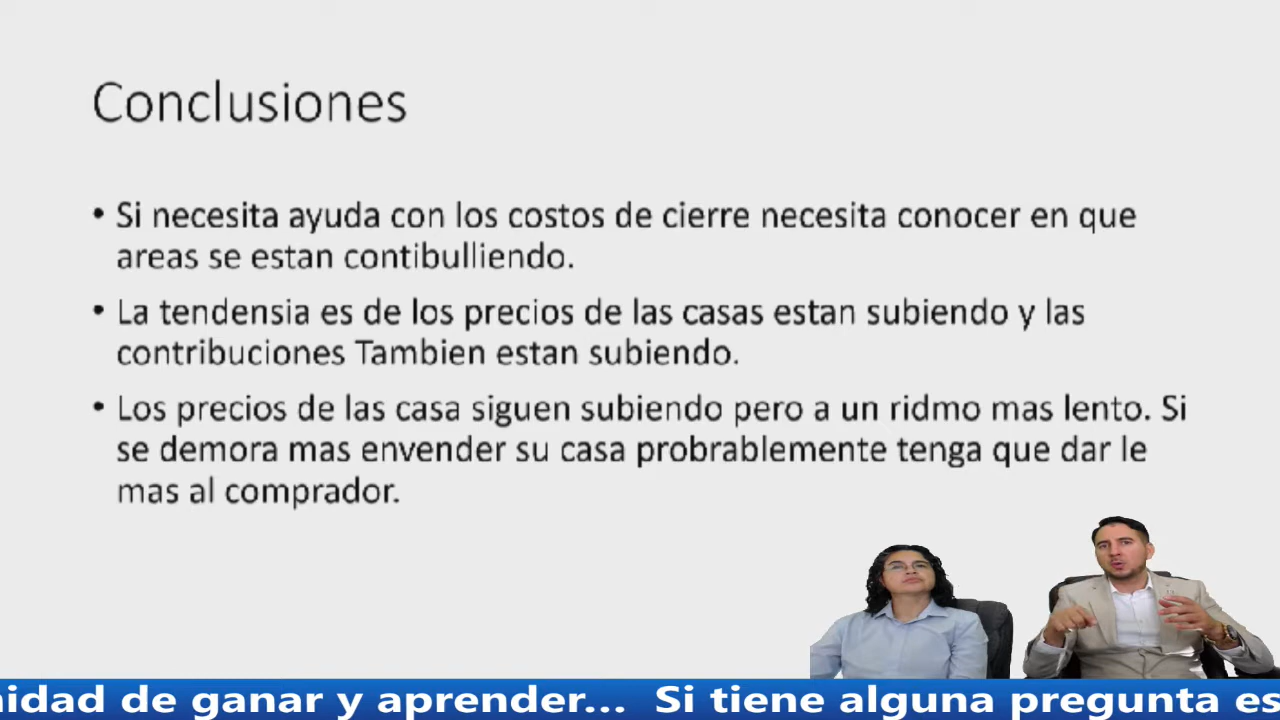 Conclusiones
• Si necesita ayuda con los costos de cierre necesita conocer en que
areas se estan contibulliendo.
• La tendensia es de los precios de las casas estan subiendo y las
contribuciones Tambien estan subiendo.
• Los precios de las casa siguen subiendo pero a un ridmo mas lento. Si
se demora mas envender su casa probrablemente tenga que dar le
mas al comprador.
nidad de ganar y aprender... Si tiene alguna pregunta es